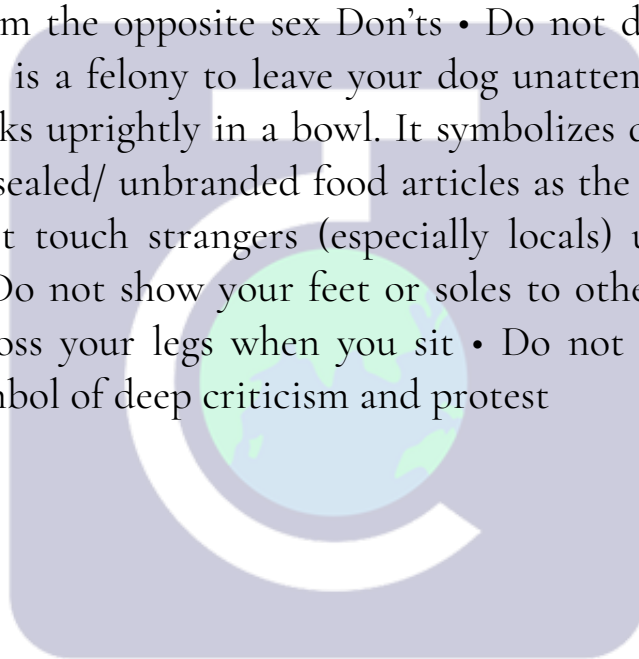 m the opposite sex Don’ts • Do not d
is a felony to leave your dog unatten
ks uprightly in a bowl. It symbolizes
sealed/ unbranded food articles as the
t touch strangers (especially locals)
Do not show your feet or soles to othe
oss your legs when you sit • Do not
nbol of deep criticism and protest